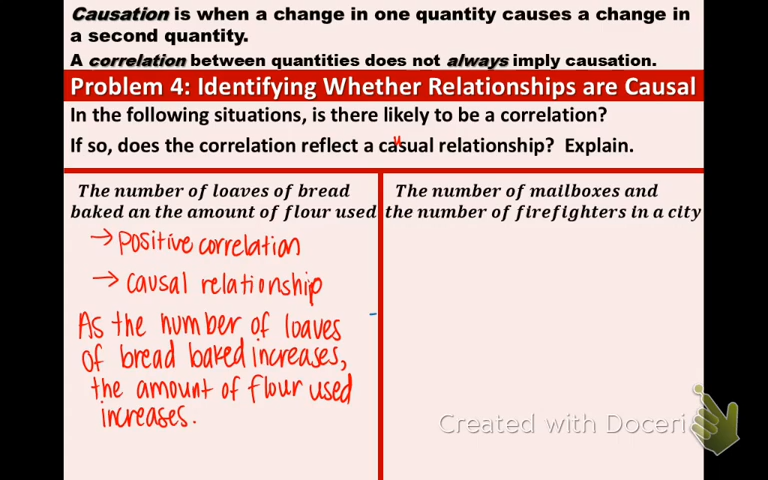 Causation is when a change in one quantity causes a change in
a second quantity.
A correlation between quantities does not always imply causation.
Problem 4: Identifying Whether Relationships are Causal
In the following situations, is there likely to be a correlation?
If so, does the correlation reflect a casual relationship? Explain.
The number of loaves of bread
baked an the amount of flour used
→ Positive correlation
→ Causal relationship
As the number of loaves
of bread baked increases,
the amount of flour used
increases.
The number of mailboxes and
the number of firefighters in a city
Created with Doceri